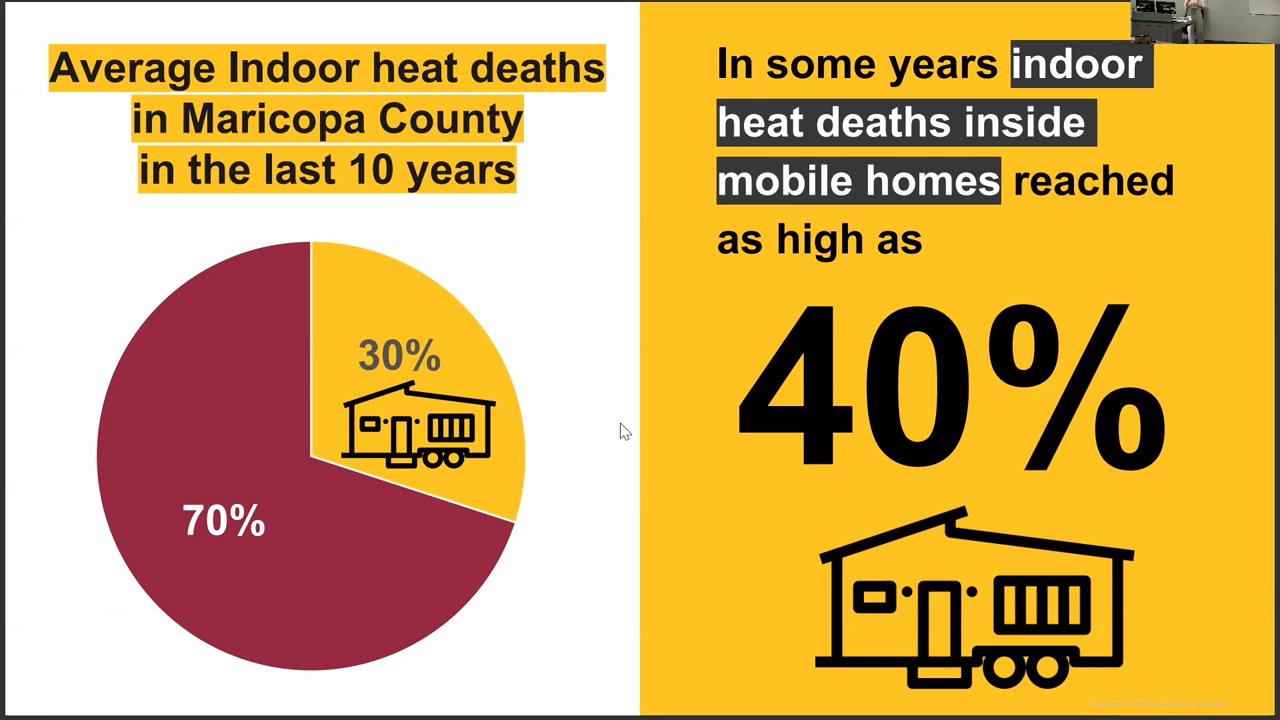 Average Indoor heat deaths
in Maricopa County
in the last 10 years
30%
70%
In some years indoor
heat deaths inside
mobile homes reached
as high as
40%